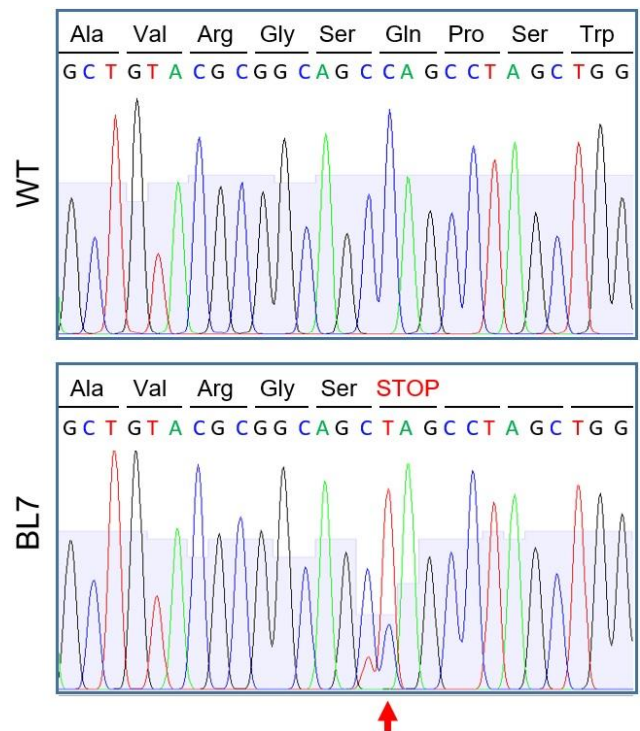 Ala Val Arg Gly Ser Gln Pro Ser Trp
GCTGTACGCGGCAGCCAGCCTAGCTGG
WT
Ala Val Arg Gly Ser STOP
GCTGTACGCGGCAGCTAGCCTAGCTGG
BL7